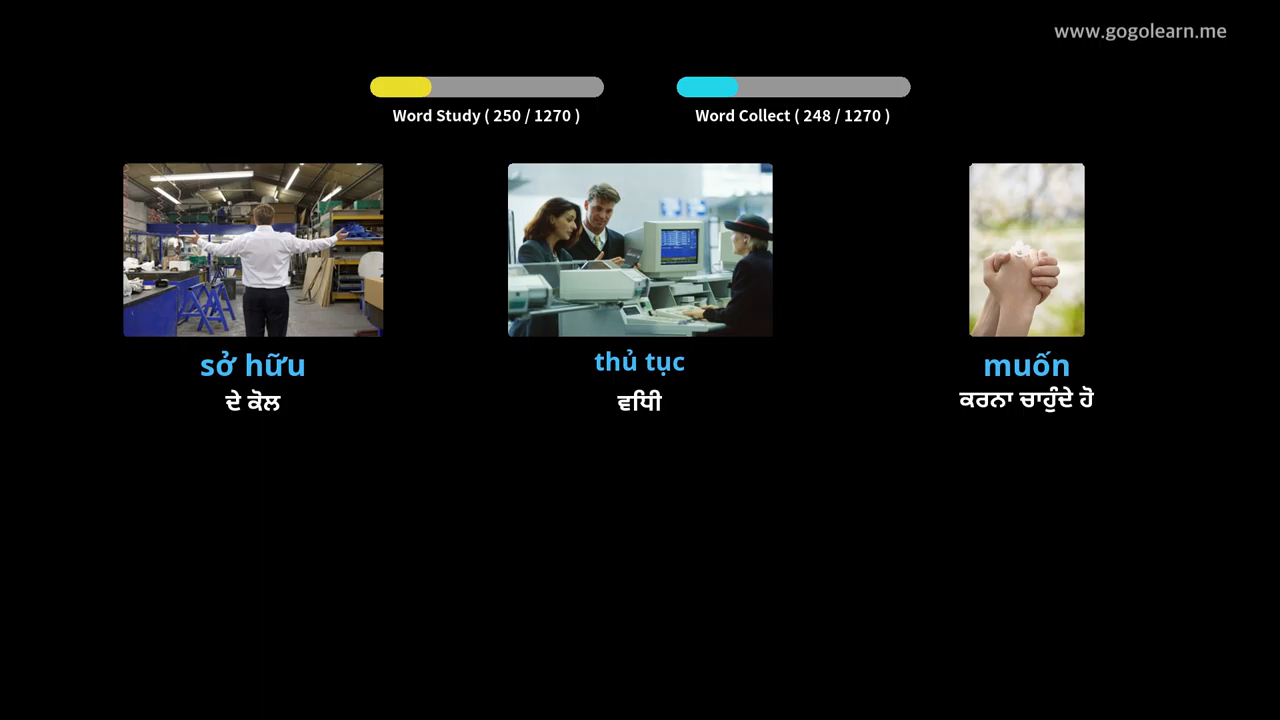 www.gogolearn.me
Word Study ( 250 / 1270 )
Word Collect ( 248 / 1270 )
sở hữu
thủ tục
muốn
ਦੇ ਕੋਲ
ਵਿਧੀ
ਕਰਨਾ ਚਾਹੁੰਦੇ ਹੋ